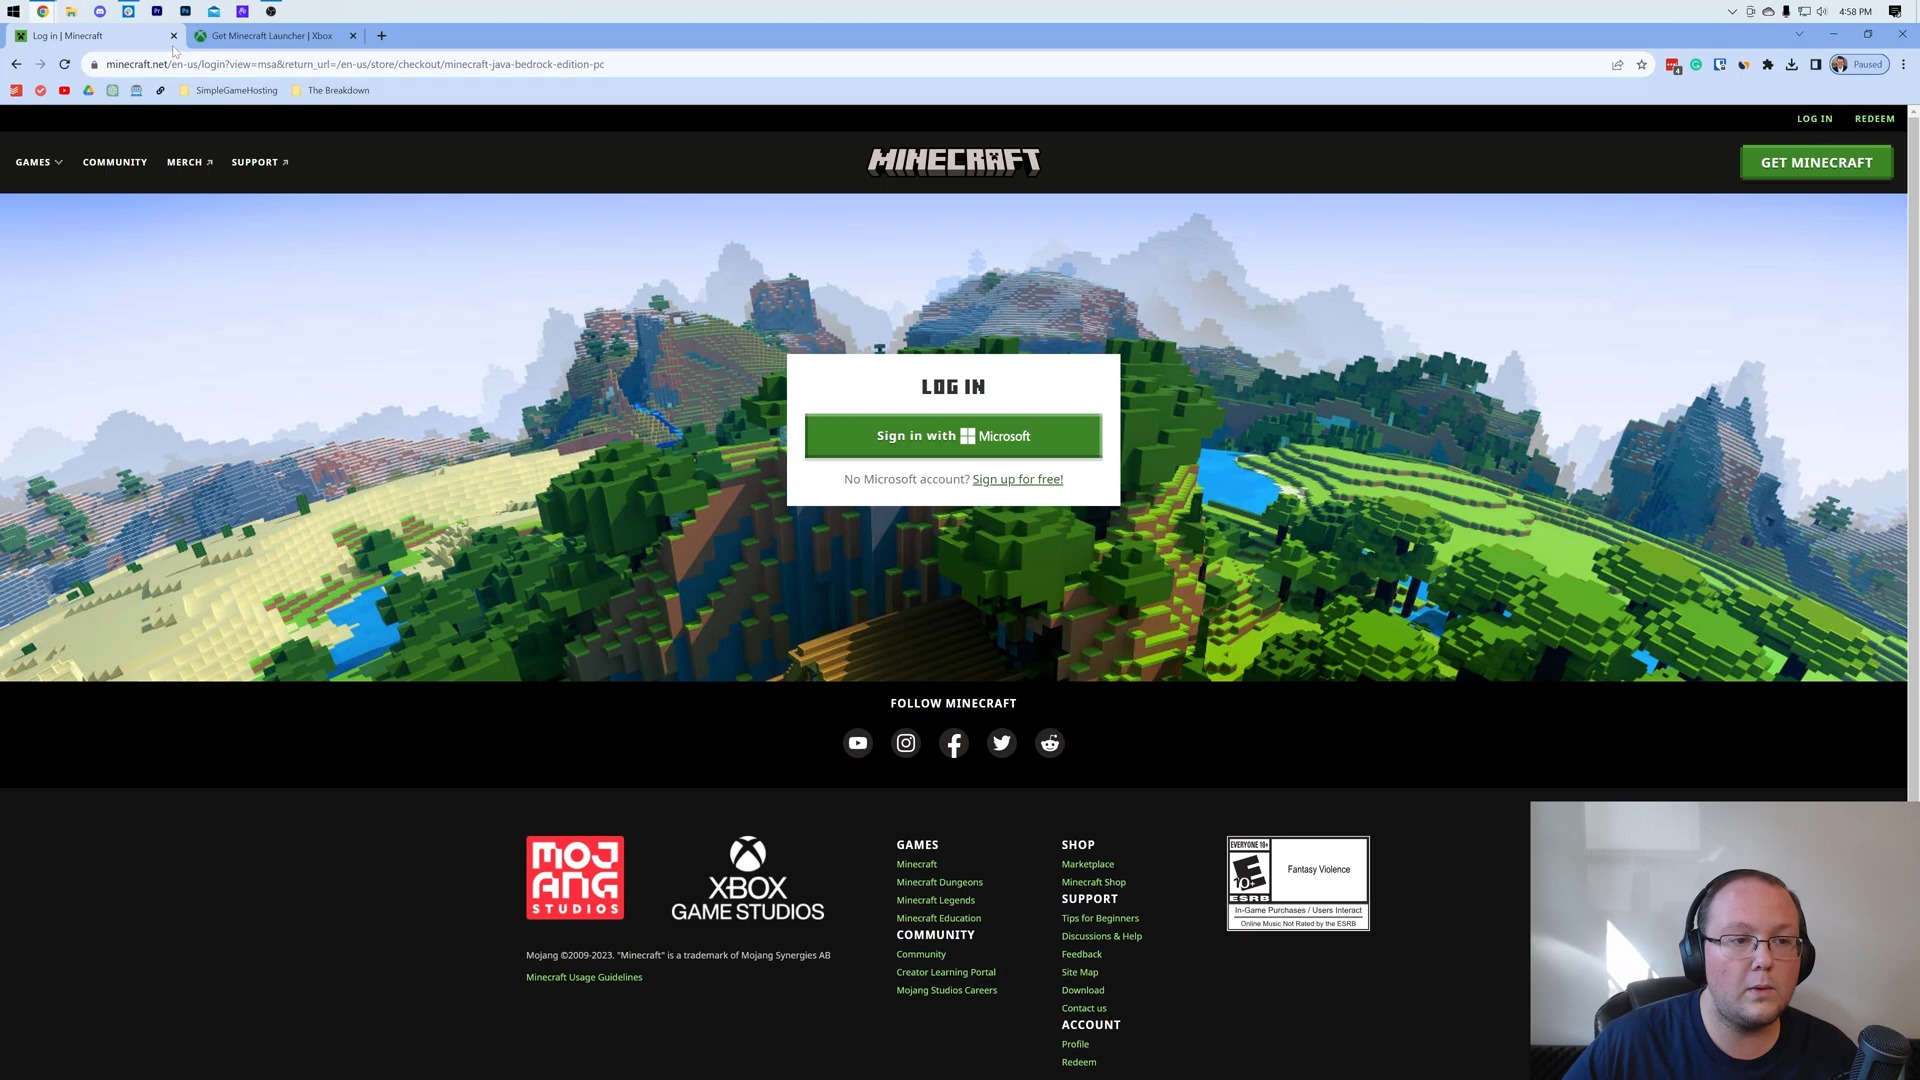 4:58 PM
Log in | Minecraft
Get Minecraft Launcher | Xbox
minecraft.net/en-us/login?view=msa&return_url=/en-us/store/checkout/minecraft-java-bedrock-edition-pc
Paused
SimpleGameHosting
The Breakdown
LOG IN
REDEEM
GAMES
COMMUNITY
MERCH
SUPPORT
MINECRAFT
GET MINECRAFT
LOG IN
Sign in with Microsoft
No Microsoft account? Sign up for free!
FOLLOW MINECRAFT
MOJANG
STUDIOS
XBOX
GAME STUDIOS
Mojang ©2009-2023. "Minecraft" is a trademark of Mojang Synergies AB
Minecraft Usage Guidelines
GAMES
Minecraft
Minecraft Dungeons
Minecraft Legends
Minecraft Education
COMMUNITY
Community
Creator Learning Portal
Mojang Studios Careers
SHOP
Marketplace
Minecraft Shop
SUPPORT
Tips for Beginners
Discussions & Help
Feedback
Site Map
Download
Contact us
ACCOUNT
Profile
Redeem
EVERYONE 10+
E
10+
ESRB
Fantasy Violence
In-Game Purchases / Users Interact
Online Music Not Rated by the ESRB